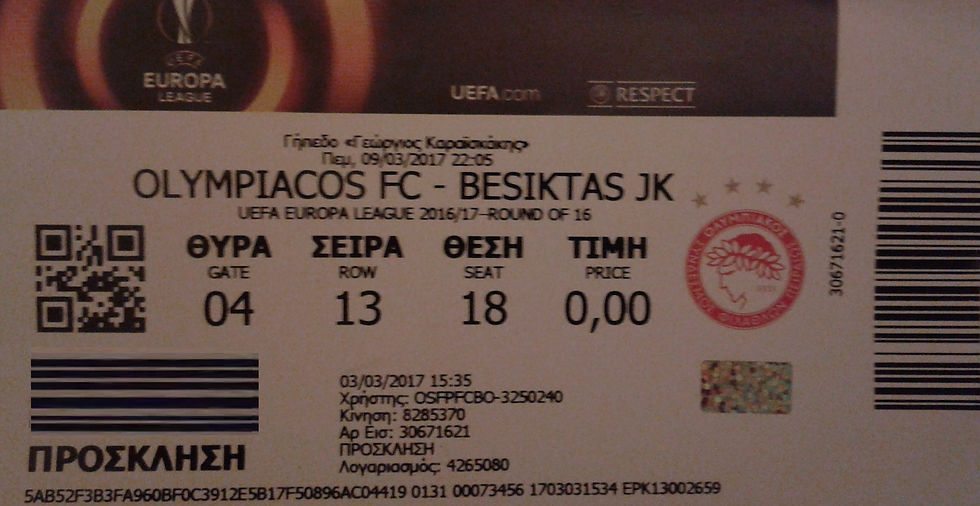 UEFA
EUROPA
LEAGUE
UEFA.com
RESPECT
Γήπεδο «Γεώργιος Καραϊσκάκης»
Πεμ, 09/03/2017 22:05
OLYMPIACOS FC - BESIKTAS JK
UEFA EUROPA LEAGUE 2016/17-ROUND OF 16
ΘΥΡΑ ΣΕΙΡΑ ΘΕΣΗ ΤΙΜΗ
GATE ROW SEAT PRICE
04 13 18 0,00
30671621-0
03/03/2017 15:35
Χρήστης: OSFPFCBO-3250240
Κίνηση: 8285370
Αρ Εισ: 30671621
ΠΡΟΣΚΛΗΣΗ
Λογαριασμός: 4265080
ΠΡΟΣΚΛΗΣΗ
5AB52F3B3FA960BF0C3912E5B17F50896AC04419 0131 00073456 1703031534 EPK13002659